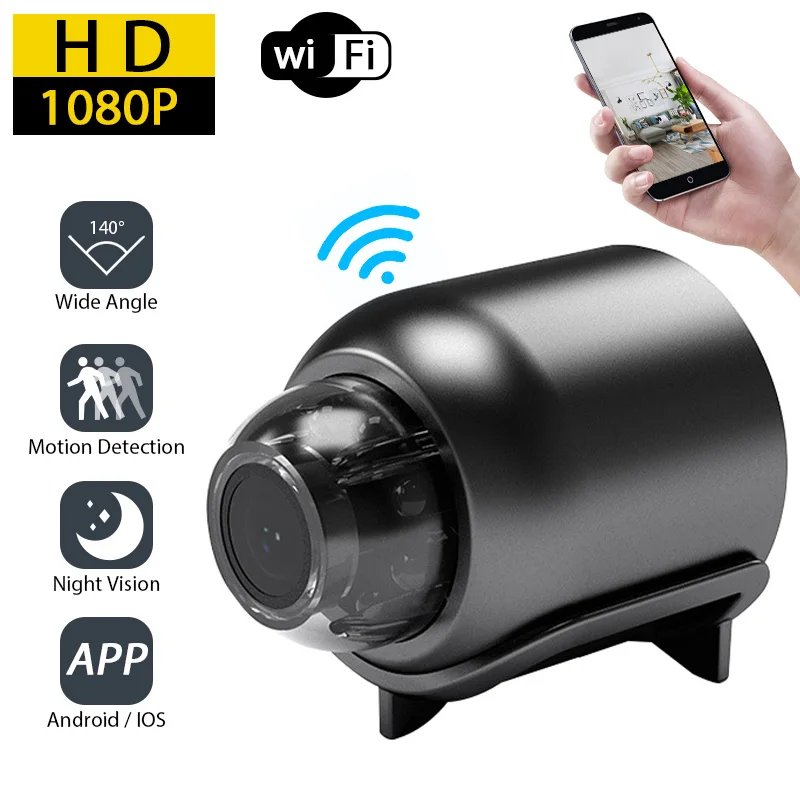 HD
1080P
wi Fi
140°
Wide Angle
Motion Detection
Night Vision
APP
Android / IOS